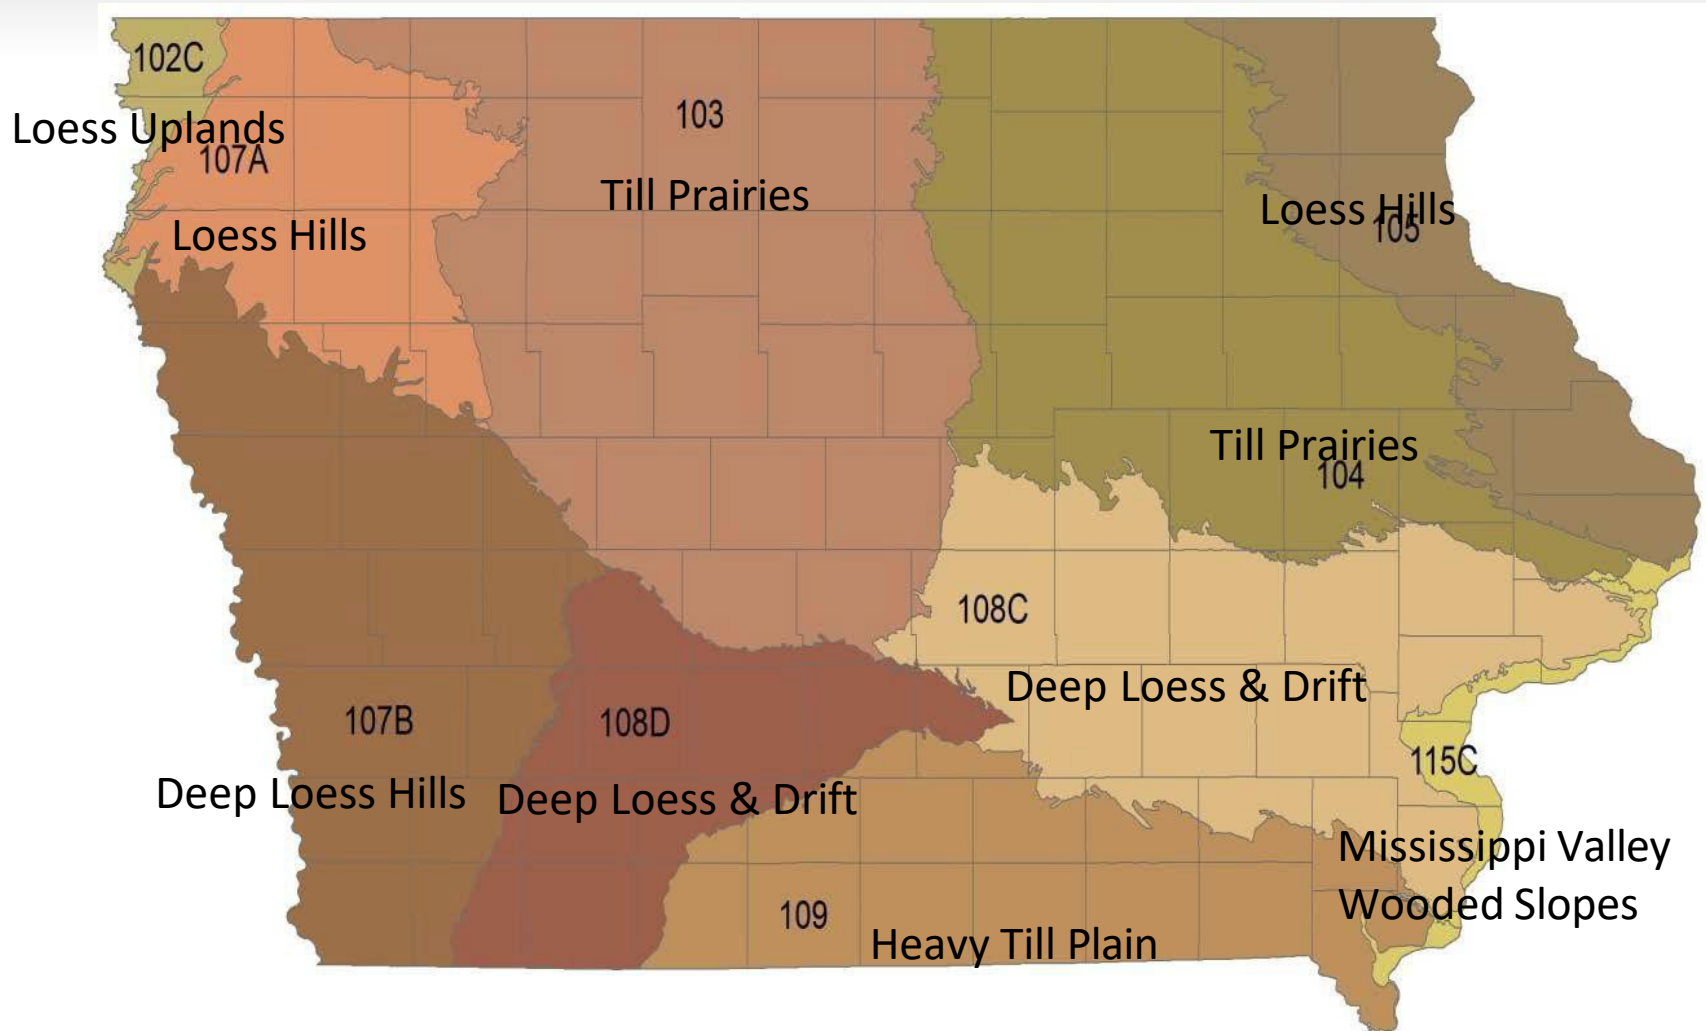 102C
103
Loess Uplands
107A
Till Prairies
Loess Hills
Loess Hills
105
Till Prairies
104
108C
Deep Loess & Drift
107B
108D
115C
Deep Loess Hills
Deep Loess & Drift
Mississippi Valley
Wooded Slopes
109
Heavy Till Plain